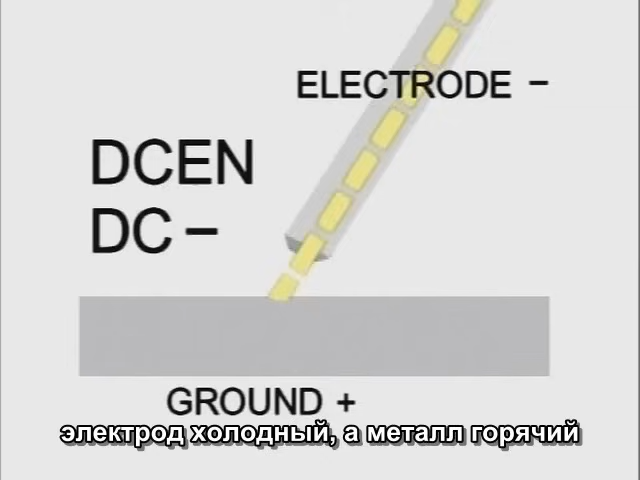 ELECTRODE −
DCEN
DC −
GROUND +
электрод холодный, а металл горячий